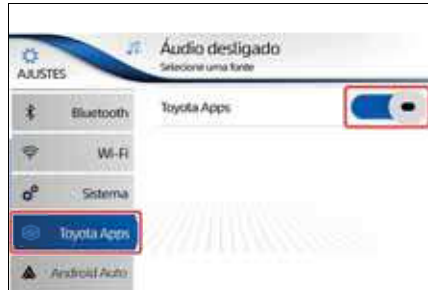 Áudio desligado
Selecione uma fonte
AJUSTES
Bluetooth
Wi-Fi
Sistema
Toyota Apps
Android Auto
Toyota Apps